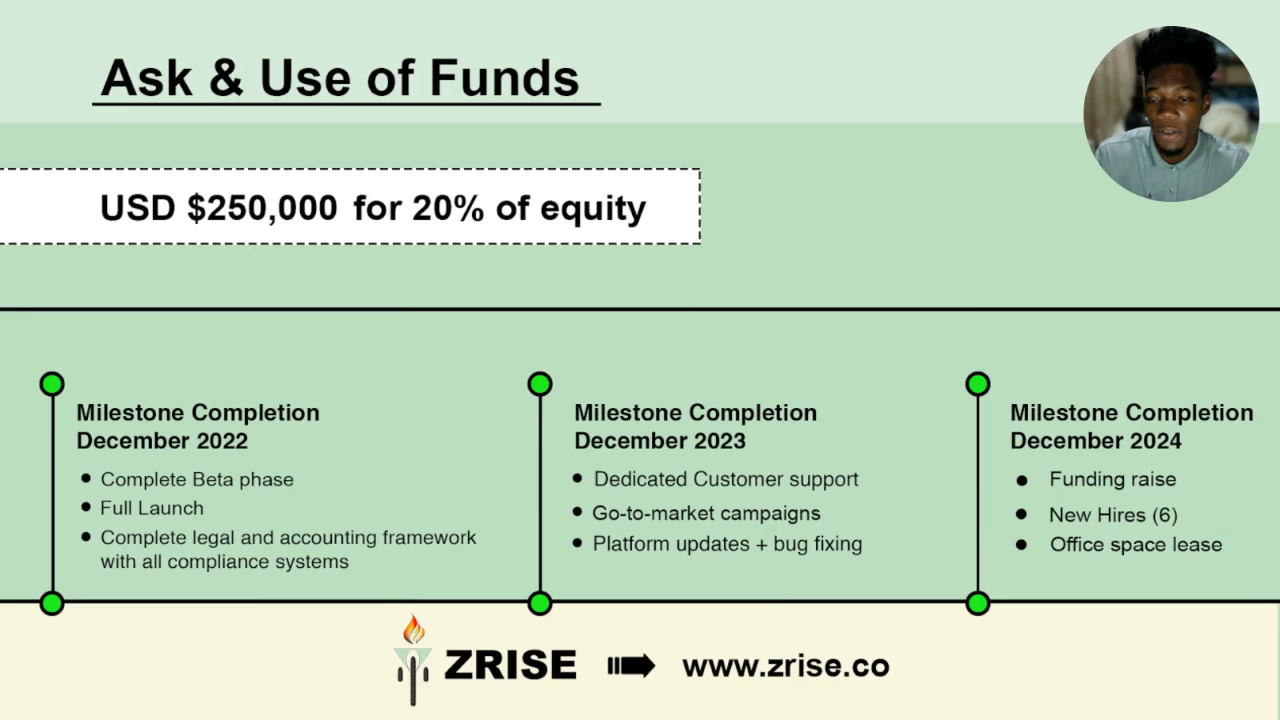 Ask & Use of Funds
USD $250,000 for 20% of equity
Milestone Completion
December 2022
Complete Beta phase
Full Launch
Complete legal and accounting framework
with all compliance systems
Milestone Completion
December 2023
Dedicated Customer support
Go-to-market campaigns
Platform updates + bug fixing
Milestone Completion
December 2024
Funding raise
New Hires (6)
Office space lease
ZRISE www.zrise.co